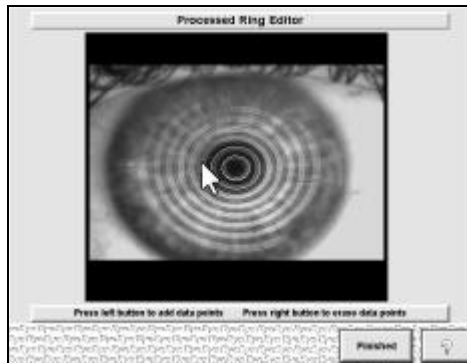 Processed Ring Editor
Press left button to add data points Press right button to erase data points
Finished